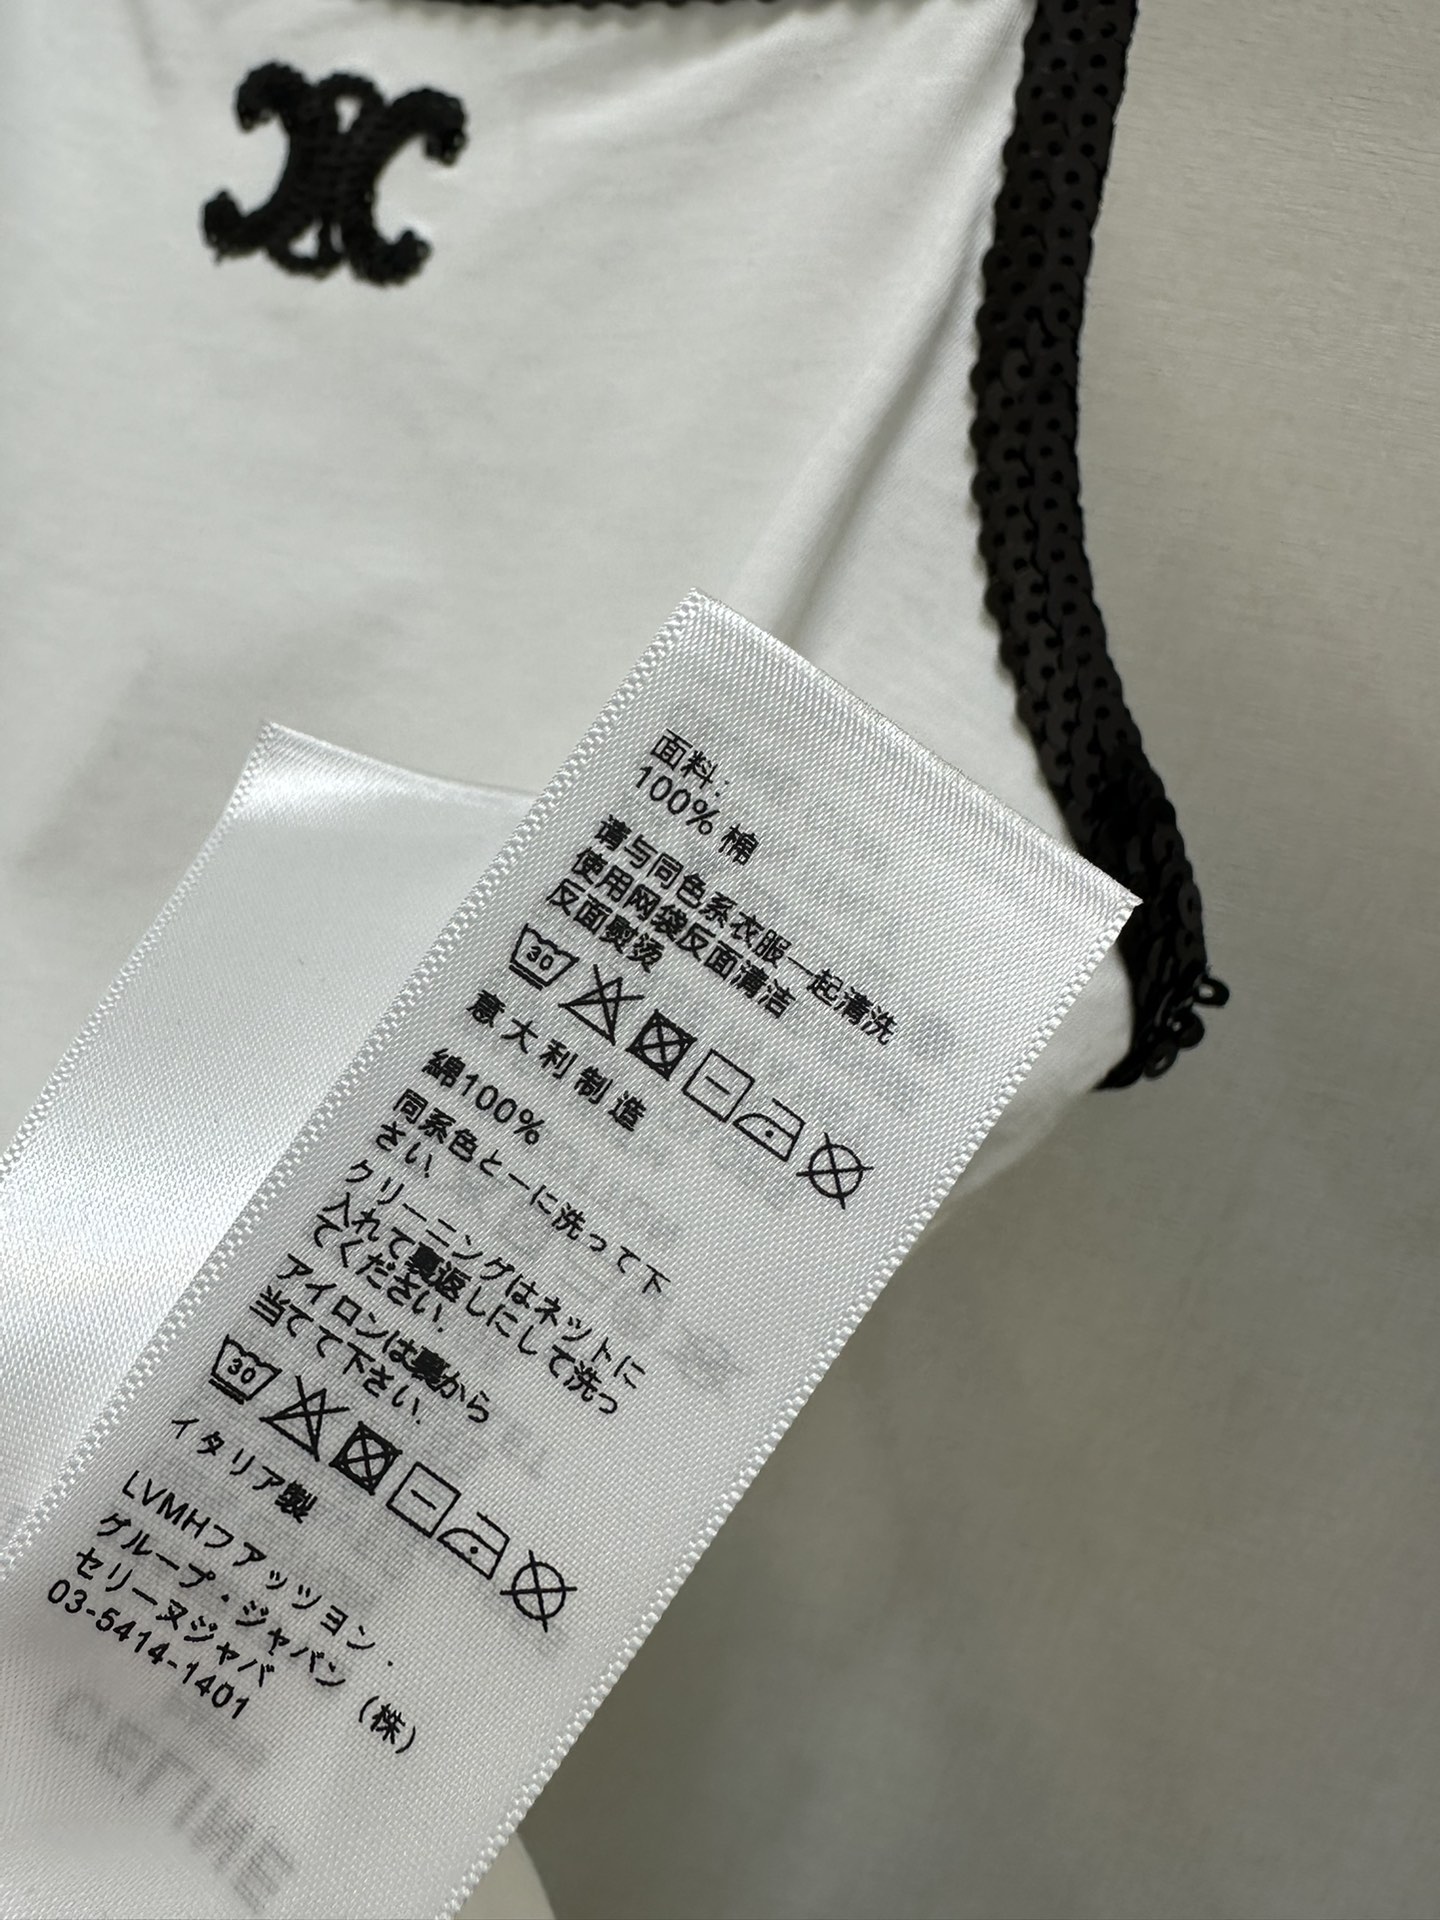 面料:
100% 棉
请与同色系衣服一起清洗
使用网袋反面清洁
反面熨烫
30
意大利制造
綿100%
同系色と一に洗って下
さい.
クリーニングはネットに
入れて裏返しにして洗っ
てください.
アイロンは裏から
当てて下さい.
30
イタリア製
LVMHファッツヨン.
グループ・ジャバン
セリーヌジャバ (株)
03-5414-1401
CELINE